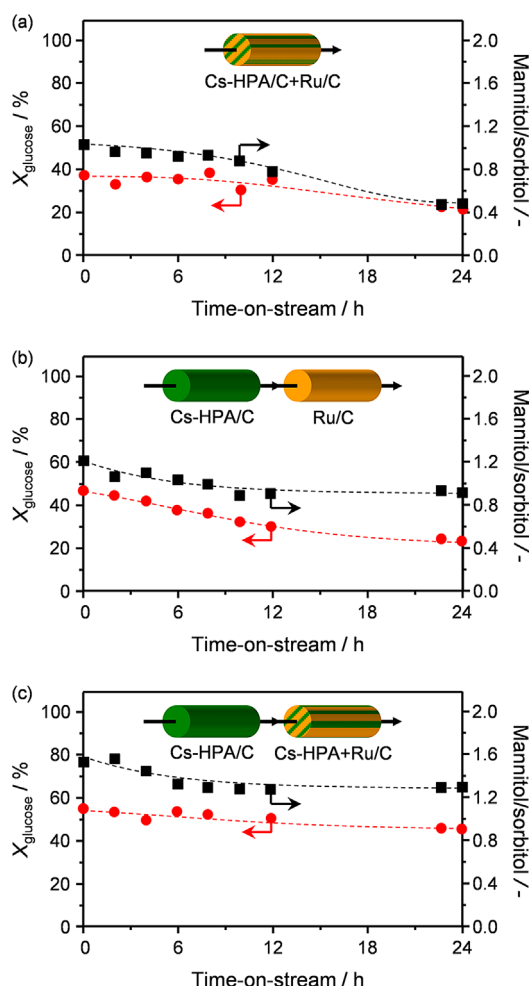 (a)
100
80
60
40
20
0
X glucose / %
2.0
1.6
1.2
0.8
0.4
0.0
Mannitol/sorbitol / -
Cs-HPA/C+Ru/C
0 6 12 18 24
Time-on-stream / h
(b)
100
80
60
40
20
0
X glucose / %
2.0
1.6
1.2
0.8
0.4
0.0
Mannitol/sorbitol / -
Cs-HPA/C Ru/C
0 6 12 18 24
Time-on-stream / h
(c)
100
80
60
40
20
0
X glucose / %
2.0
1.6
1.2
0.8
0.4
0.0
Mannitol/sorbitol / -
Cs-HPA/C Cs-HPA+Ru/C
0 6 12 18 24
Time-on-stream / h